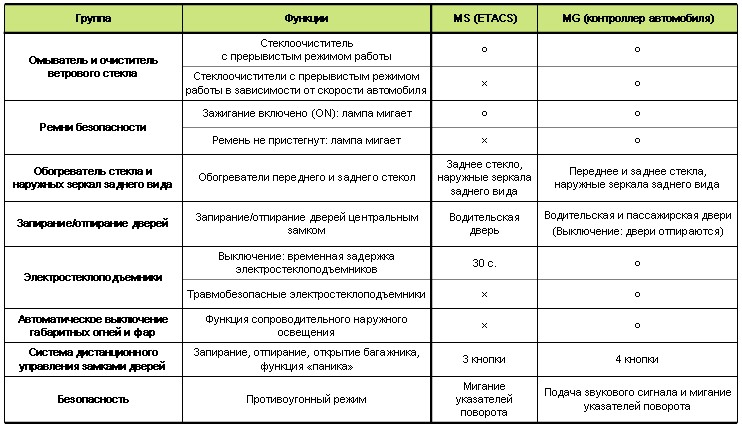 Группа Функции MS (ETACS) MG (контроллер автомобиля)
Омыватель и очиститель
ветрового стекла
Стеклоочиститель
с прерывистым режимом работы
o o
Стеклоочистители с прерывистым режимом
работы в зависимости от скорости автомобиля
x o
Ремни безопасности
Зажигание включено (ON): лампа мигает o o
Ремень не пристегнут: лампа мигает x o
Обогреватель стекла и
наружных зеркал заднего вида
Обогреватели переднего и заднего стекол
Заднее стекло,
наружные зеркала
заднего вида
Переднее и заднее стекла,
наружные зеркала заднего вида
Запирание/отпирание дверей
Запирание/отпирание дверей центральным
замком
Водительская
дверь
Водительская и пассажирская двери
(Выключение: двери отпираются)
Электростеклоподъемники
Выключение: временная задержка
электростеклоподъемников
30 с. o
Травмобезопасные электростеклоподъемники x o
Автоматическое выключение
габаритных огней и фар
Функция сопроводительного наружного
освещения
x o
Система дистанционного
управления замками дверей
Запирание, отпирание, открытие багажника,
функция «паника»
3 кнопки 4 кнопки
Безопасность
Противоугонный режим
Мигание
указателей
поворота
Подача звукового сигнала и мигание
указателей поворота